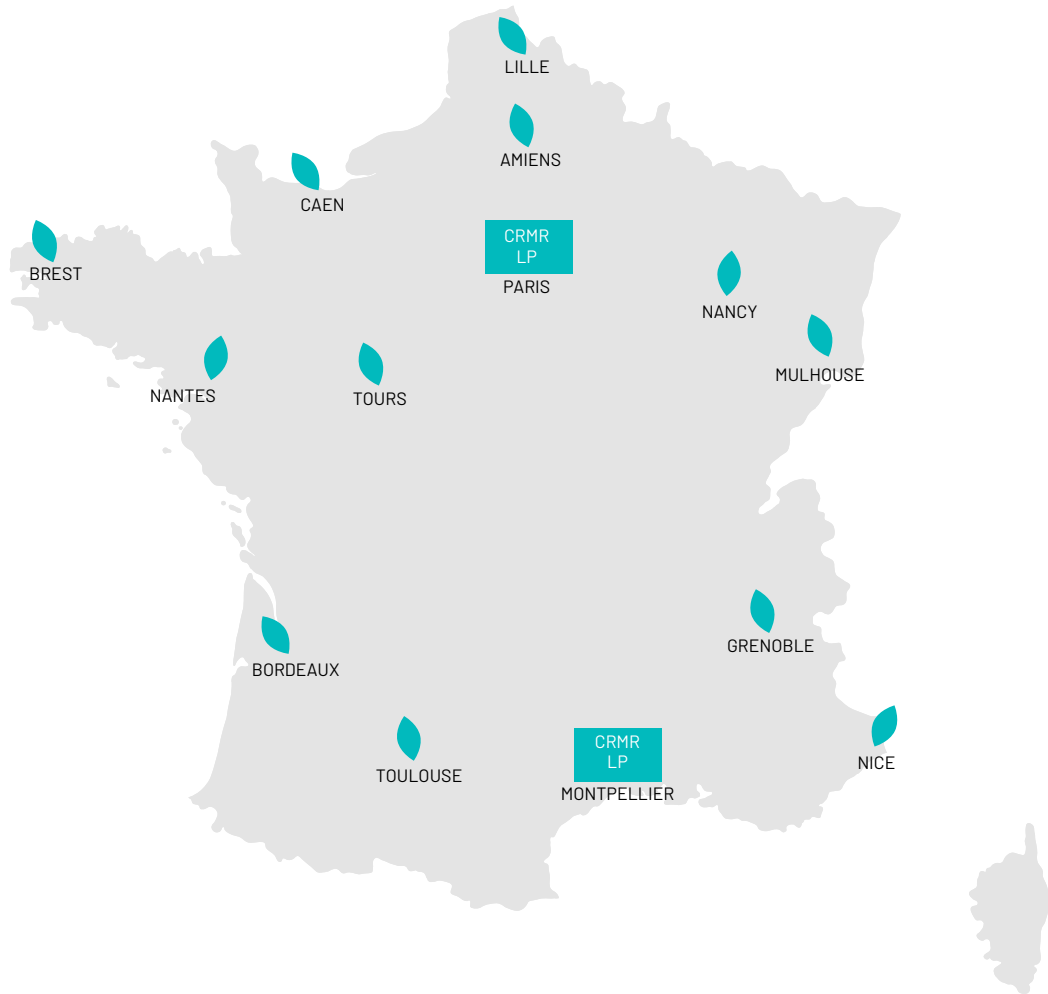 LILLE
AMIENS
CAEN
CRMR
LP
PARIS
BREST
NANCY
MULHOUSE
NANTES
TOURS
GRENOBLE
BORDEAUX
TOULOUSE
CRMR
LP
MONTPELLIER
NICE